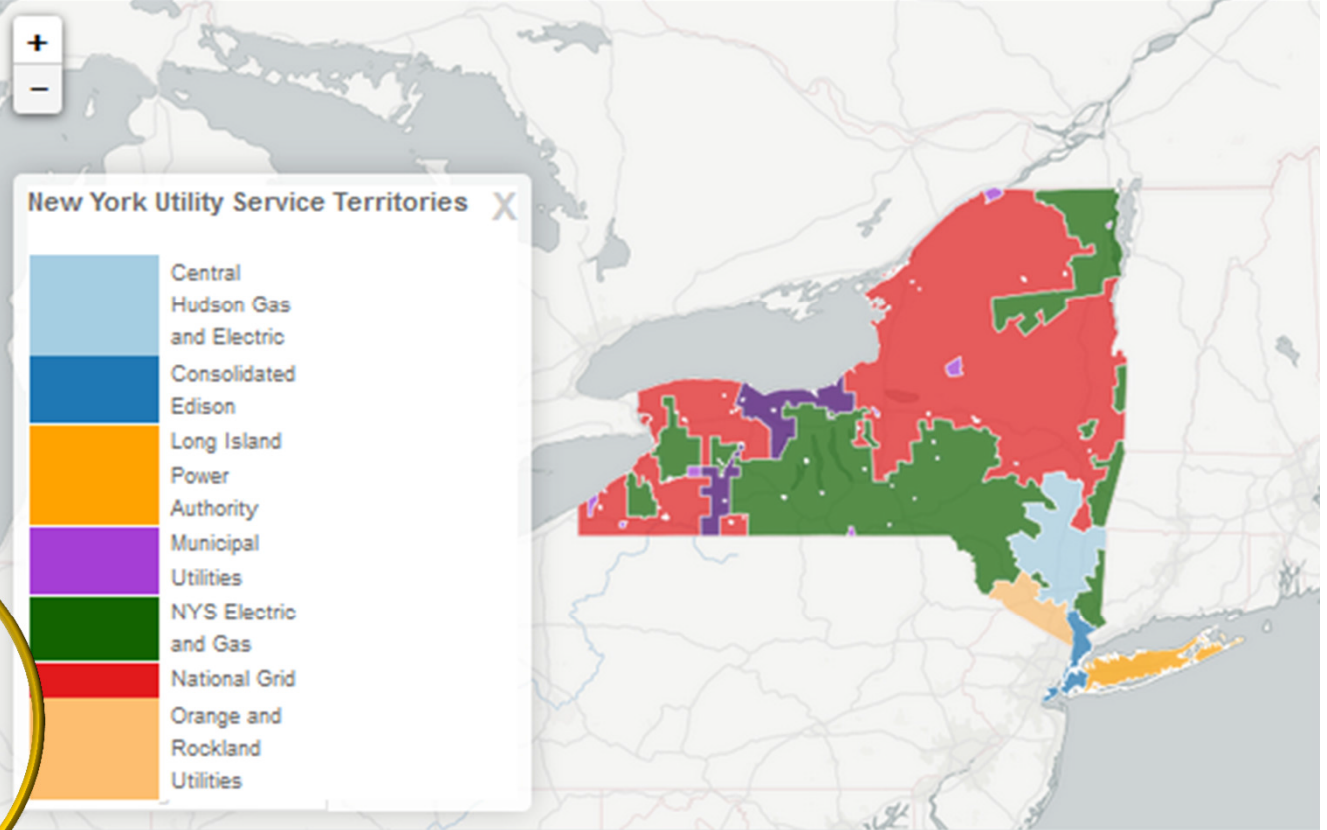 +
−
New York Utility Service Territories X
Central
Hudson Gas
and Electric
Consolidated
Edison
Long Island
Power
Authority
Municipal
Utilities
NYS Electric
and Gas
National Grid
Orange and
Rockland
Utilities